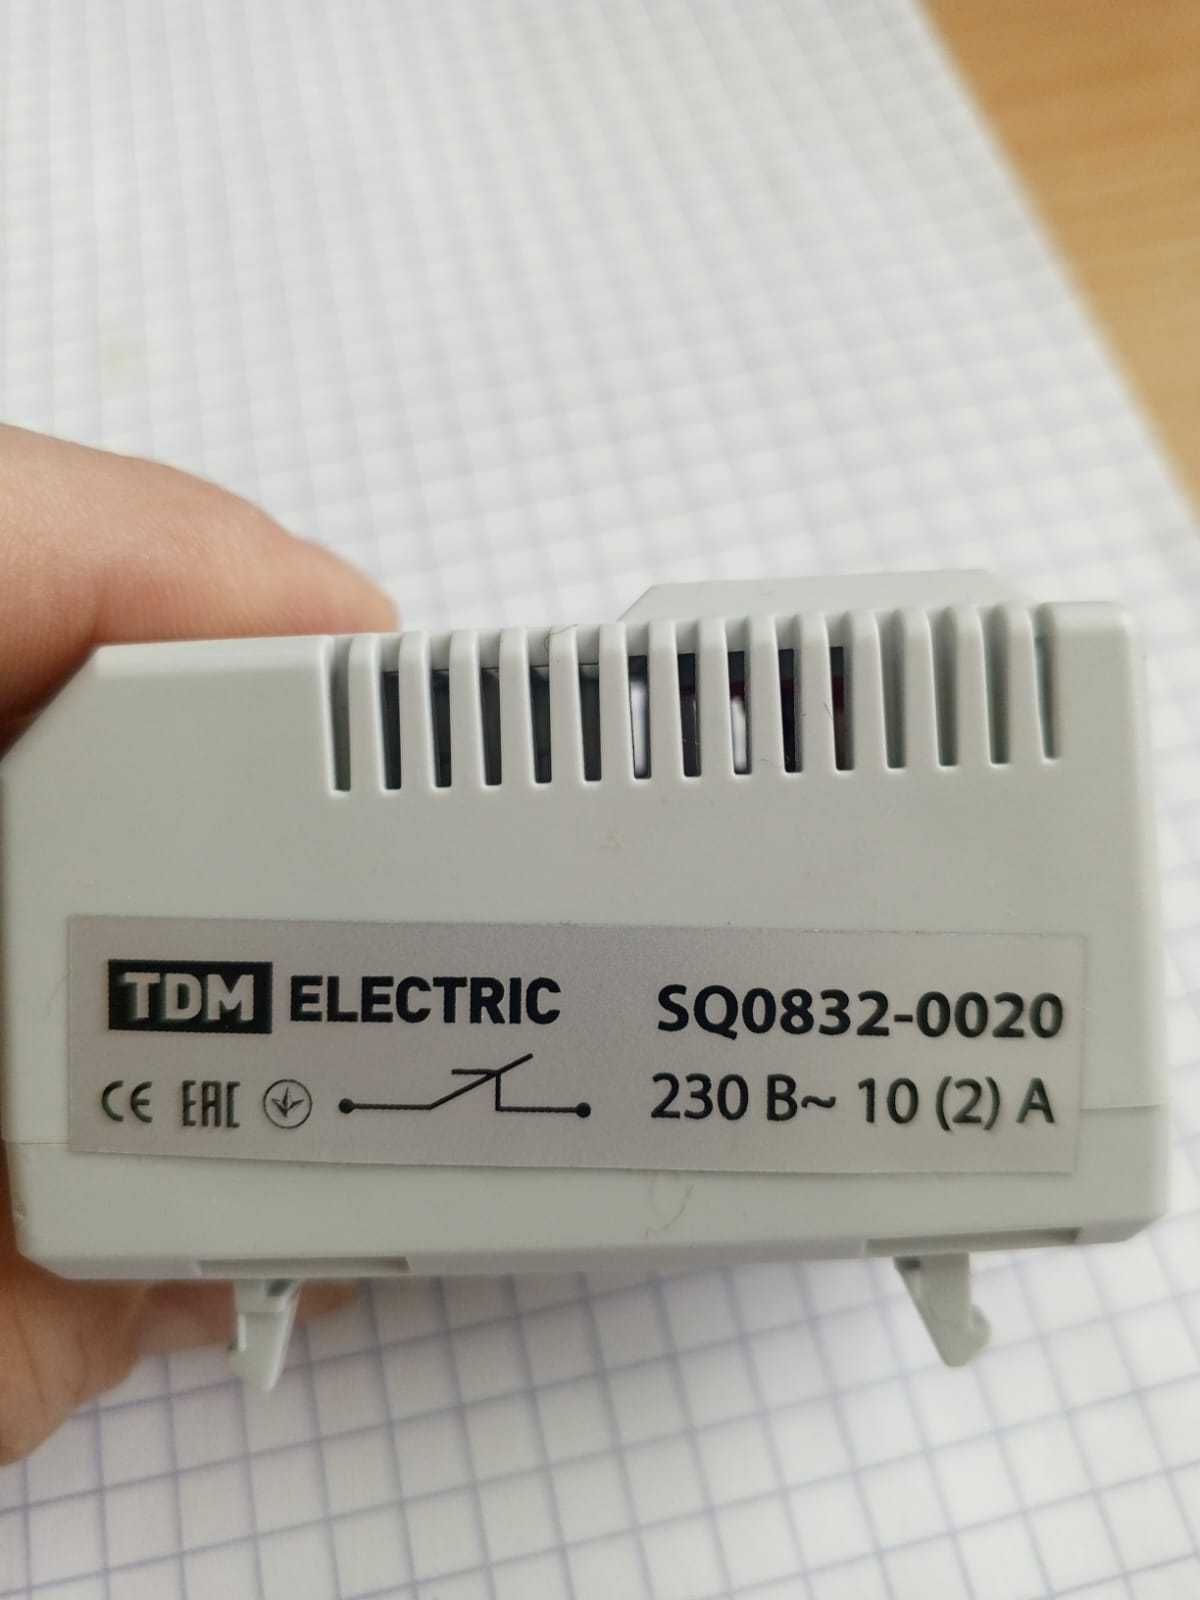 TDM ELECTRIC SQ0832-0020
CE EAC 230 В~ 10 (2) А